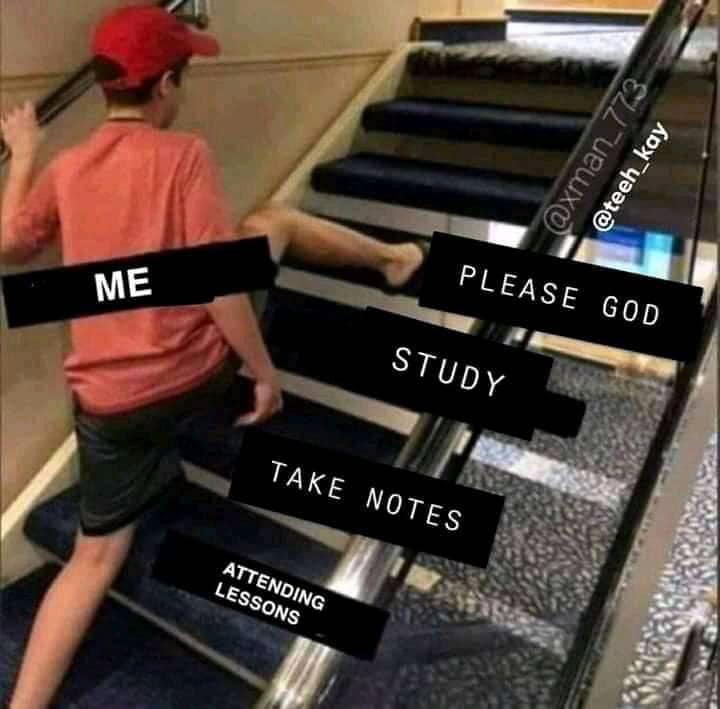 @xman_773
@teeh_kay
ME
PLEASE GOD
STUDY
TAKE NOTES
ATTENDING
LESSONS